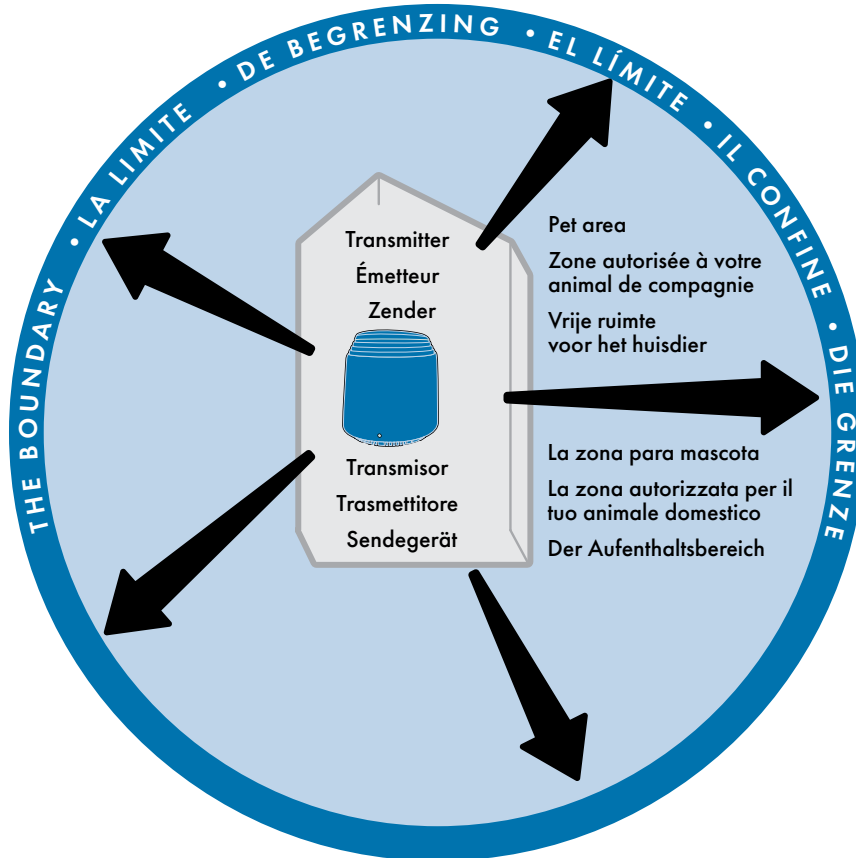 THE BOUNDARY • LA LIMITE • DE BEGRENZING • EL LÍMITE • IL CONFINE • DIE GRENZE
Transmitter
Émetteur
Zender
Transmisor
Trasmettitore
Sendegerät
Pet area
Zone autorisée à votre
animal de compagnie
Vrije ruimte
voor het huisdier
La zona para mascota
La zona autorizzata per il
tuo animale domestico
Der Aufenthaltsbereich